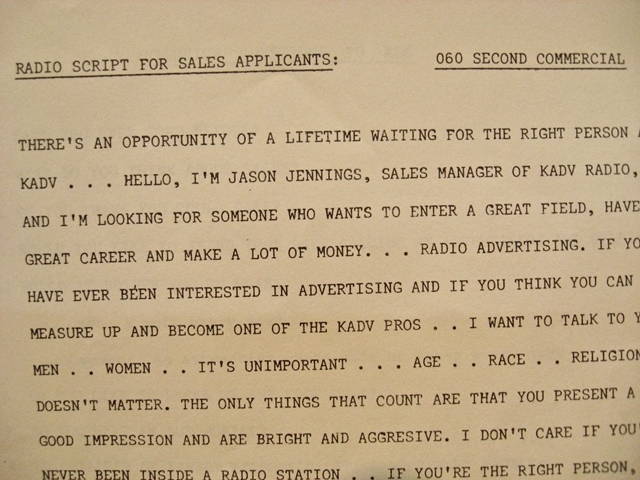 RADIO SCRIPT FOR SALES APPLICANTS: 060 SECOND COMMERCIAL
THERE'S AN OPPORTUNITY OF A LIFETIME WAITING FOR THE RIGHT PERSON
KADV . . . HELLO, I'M JASON JENNINGS, SALES MANAGER OF KADV RADIO,
AND I'M LOOKING FOR SOMEONE WHO WANTS TO ENTER A GREAT FIELD, HAVE
GREAT CAREER AND MAKE A LOT OF MONEY. . . RADIO ADVERTISING. IF YO
HAVE EVER BEEN INTERESTED IN ADVERTISING AND IF YOU THINK YOU CAN
MEASURE UP AND BECOME ONE OF THE KADV PROS . . I WANT TO TALK TO Y
MEN . . WOMEN . . IT'S UNIMPORTANT . . . AGE . . RACE . . RELIGION
DOESN'T MATTER. THE ONLY THINGS THAT COUNT ARE THAT YOU PRESENT A
GOOD IMPRESSION AND ARE BRIGHT AND AGGRESIVE. I DON'T CARE IF YOU'
NEVER BEEN INSIDE A RADIO STATION . . IF YOU'RE THE RIGHT PERSON,